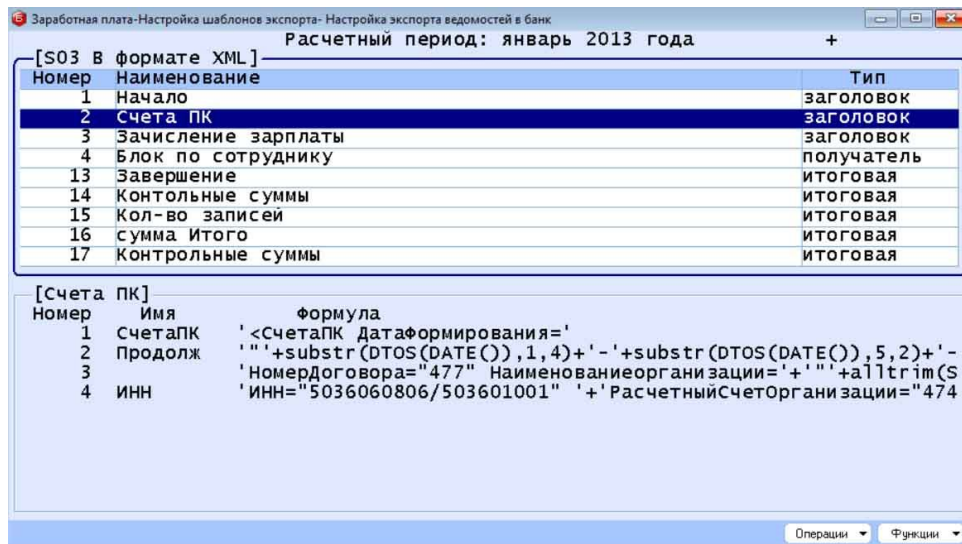 Заработная плата-Настройка шаблонов экспорта- Настройка экспорта ведомостей в банк
Расчетный период: январь 2013 года +
[S03 В формате XML]
Номер Наименование Тип
1 Начало заголовок
2 Счета ПК заголовок
3 Зачисление зарплаты заголовок
4 Блок по сотруднику получатель
13 Завершение итоговая
14 Контольные суммы итоговая
15 Кол-во записей итоговая
16 сумма Итого итоговая
17 Контрольные суммы итоговая
[Счета ПК]
Номер Имя Формула
1 СчетаПК '<СчетаПК ДатаФормирования='
2 Продолж '"'+substr(DTOS(DATE()),1,4)+'-'+substr(DTOS(DATE()),5,2)+'-
3 'НомерДоговора="477" Наименованиеорганизации='+'"'+alltrim(S
4 ИНН 'ИНН="5036060806/503601001" '+'РасчетныйСчетОрганизации="474
Операции Функции